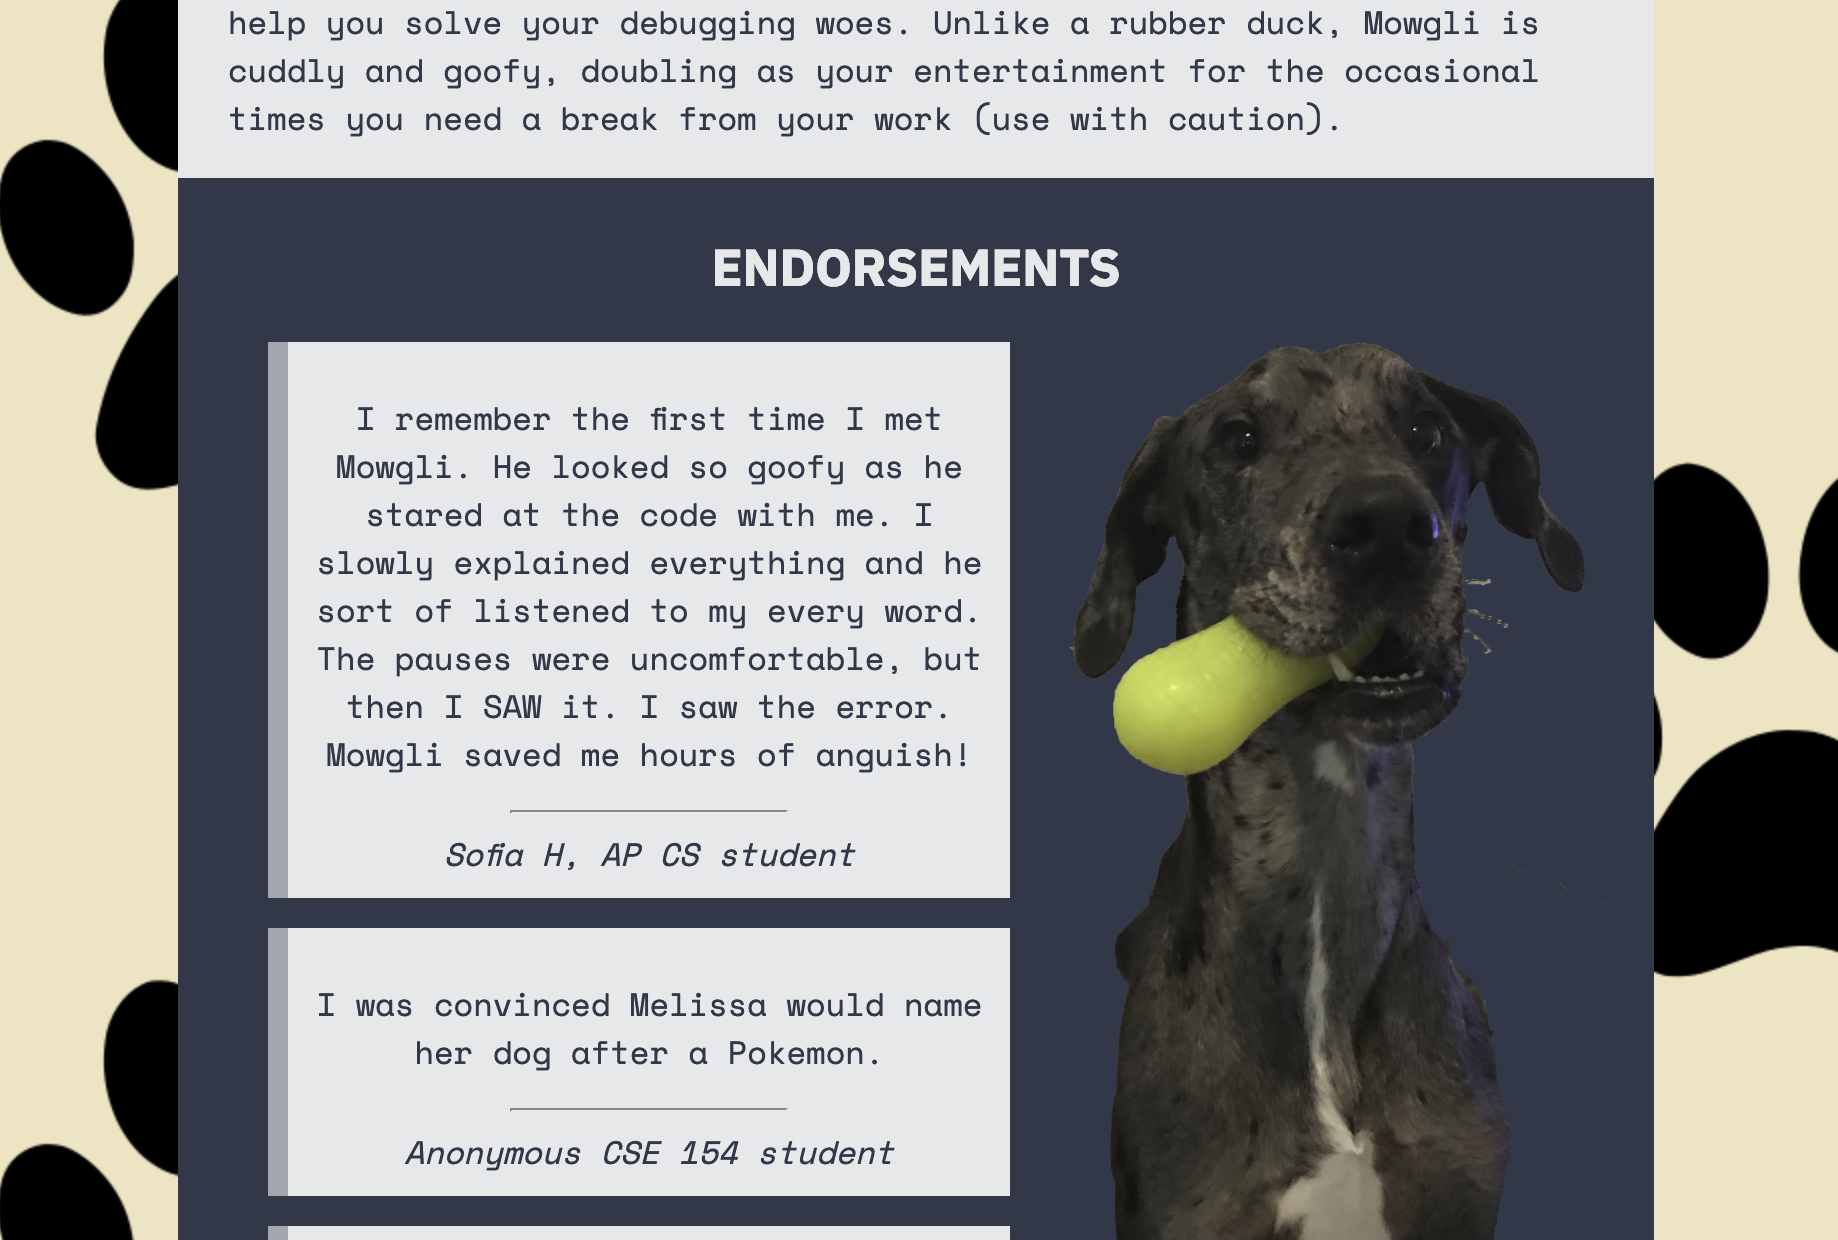 help you solve your debugging woes. Unlike a rubber duck, Mowgli is
cuddly and goofy, doubling as your entertainment for the occasional
times you need a break from your work (use with caution).
ENDORSEMENTS
I remember the first time I met
Mowgli. He looked so goofy as he
stared at the code with me. I
slowly explained everything and he
sort of listened to my every word.
The pauses were uncomfortable, but
then I SAW it. I saw the error.
Mowgli saved me hours of anguish!
Sofia H, AP CS student
I was convinced Melissa would name
her dog after a Pokemon.
Anonymous CSE 154 student